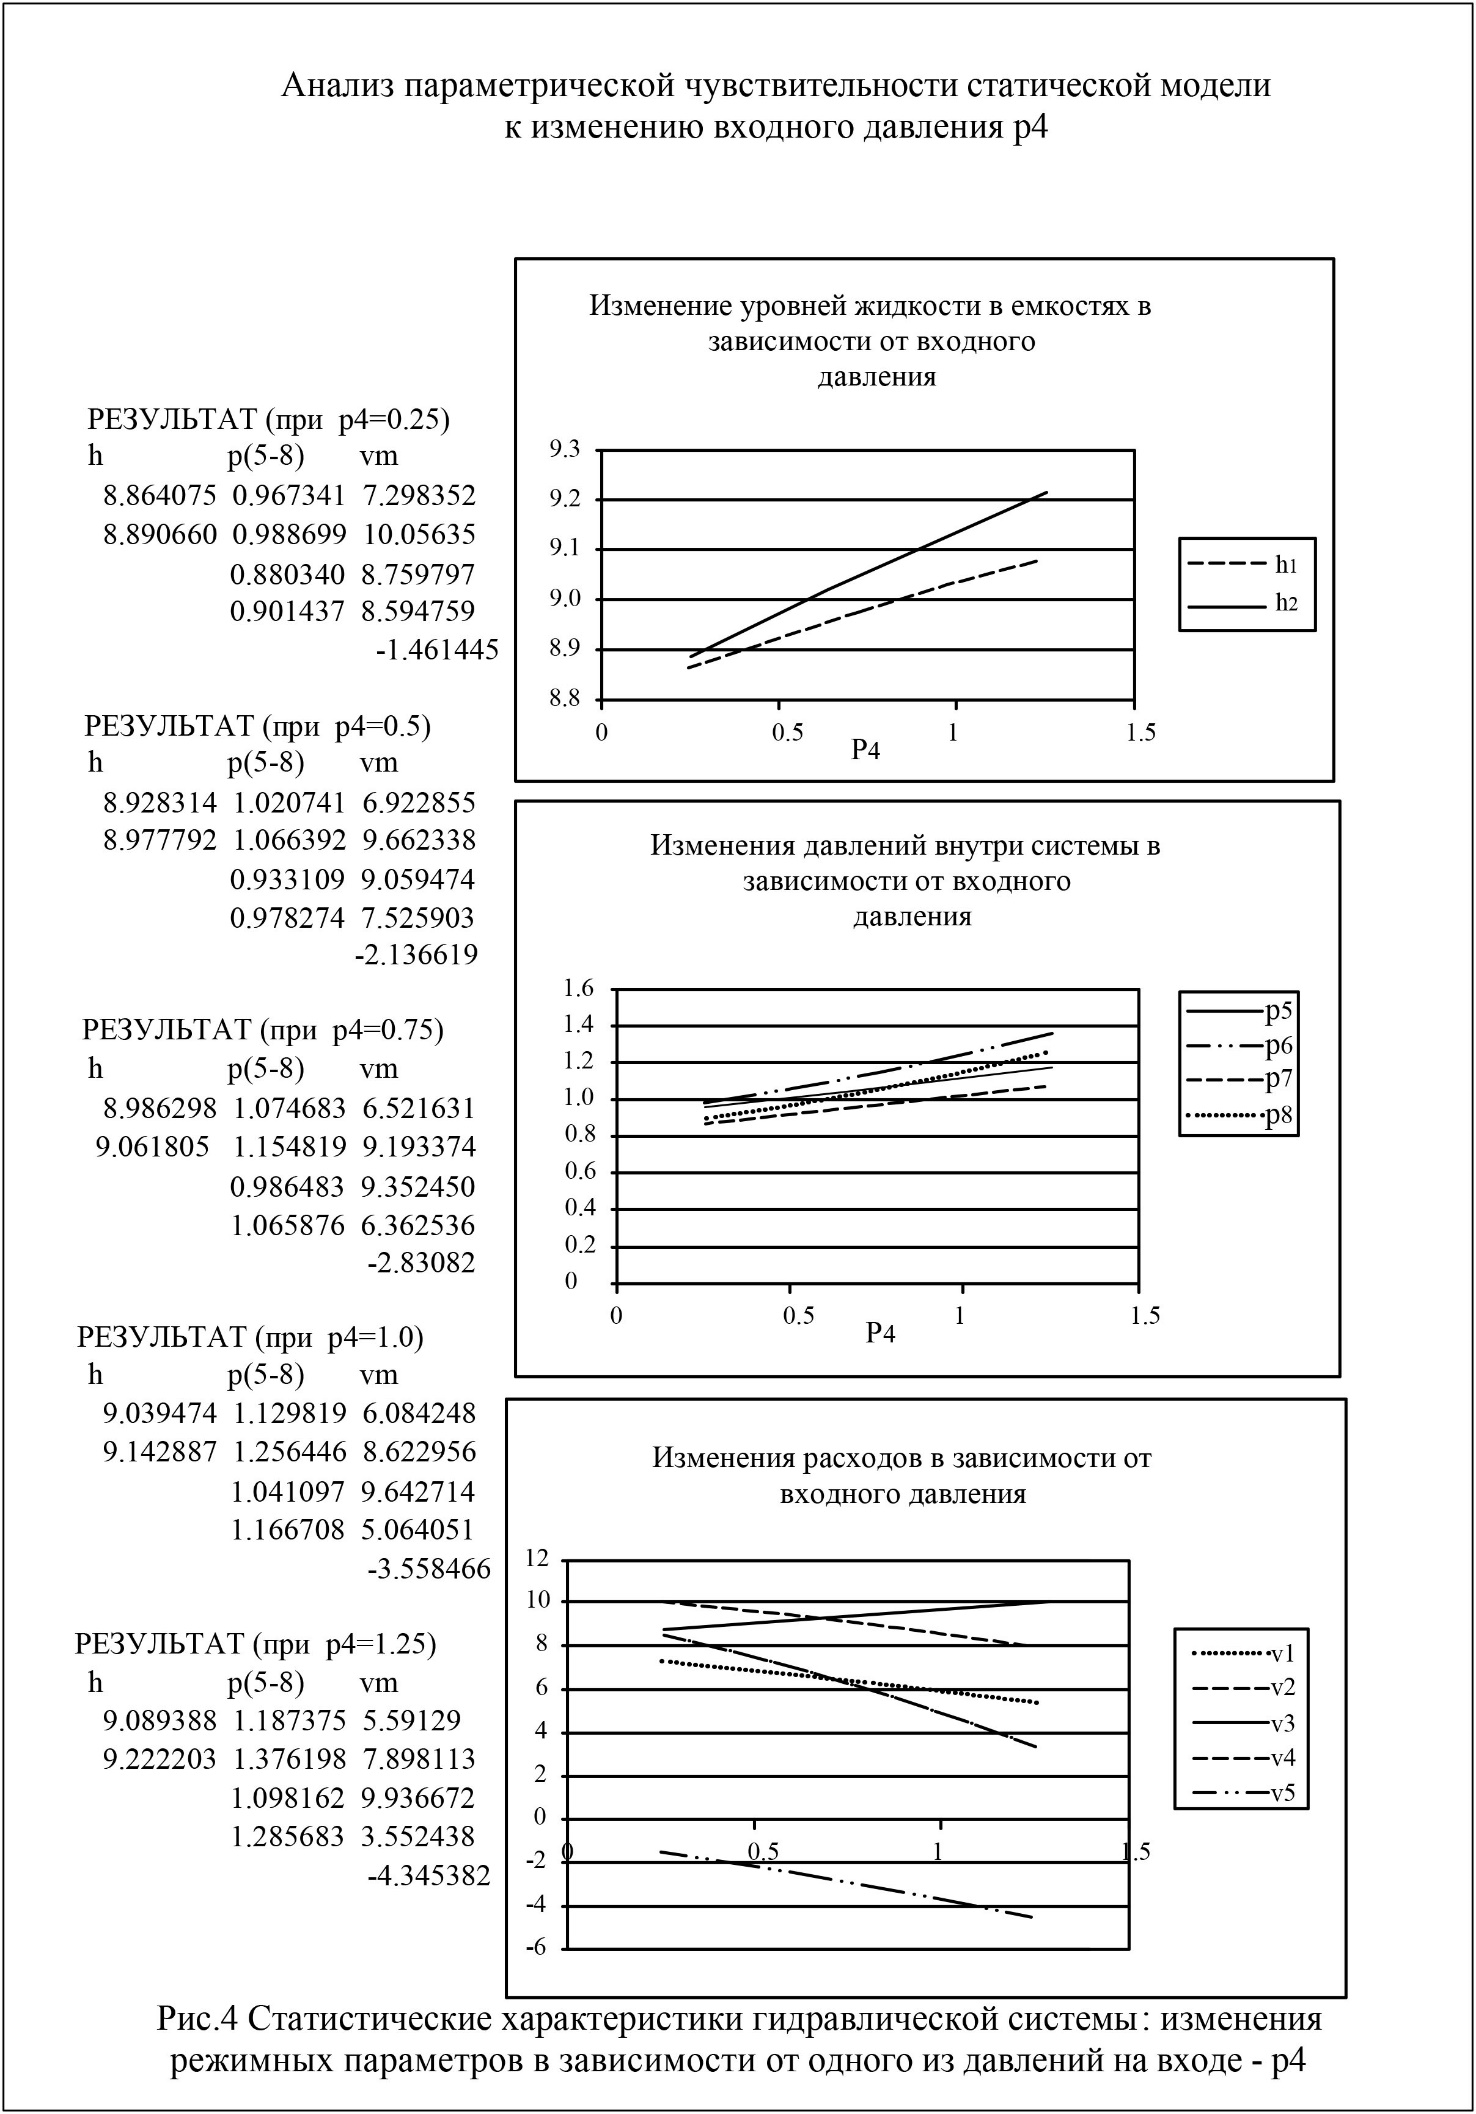 Анализ параметрической чувствительности статической модели
к изменению входного давления p4
РЕЗУЛЬТАТ (при p4=0.25)
h p(5-8) vm
8.864075 0.967341 7.298352
8.890660 0.988699 10.05635
0.880340 8.759797
0.901437 8.594759
-1.461445
РЕЗУЛЬТАТ (при p4=0.5)
h p(5-8) vm
8.928314 1.020741 6.922855
8.977792 1.066392 9.662338
0.933109 9.059474
0.978274 7.525903
-2.136619
РЕЗУЛЬТАТ (при p4=0.75)
h p(5-8) vm
8.986298 1.074683 6.521631
9.061805 1.154819 9.193374
0.986483 9.352450
1.065876 6.362536
-2.83082
РЕЗУЛЬТАТ (при p4=1.0)
h p(5-8) vm
9.039474 1.129819 6.084248
9.142887 1.256446 8.622956
1.041097 9.642714
1.166708 5.064051
-3.558466
РЕЗУЛЬТАТ (при p4=1.25)
h p(5-8) vm
9.089388 1.187375 5.59129
9.222203 1.376198 7.898113
1.098162 9.936672
1.285683 3.552438
-4.345382
Изменение уровней жидкости в емкостях в
зависимости от входного
давления
9.3
9.2
9.1
9.0
8.9
8.8
0 0.5 1 1.5
P4
h1
h2
Изменения давлений внутри системы в
зависимости от входного
давления
1.6
1.4
1.2
1.0
0.8
0.6
0.4
0.2
0
0 0.5 1 1.5
P4
p5
p6
p7
p8
Изменения расходов в зависимости от
входного давления
12
10
8
6
4
2
0
-2
-4
-6
0 0.5 1 1.5
v1
v2
v3
v4
v5
Рис.4 Статистические характеристики гидравлической системы: изменения
режимных параметров в зависимости от одного из давлений на входе - p4